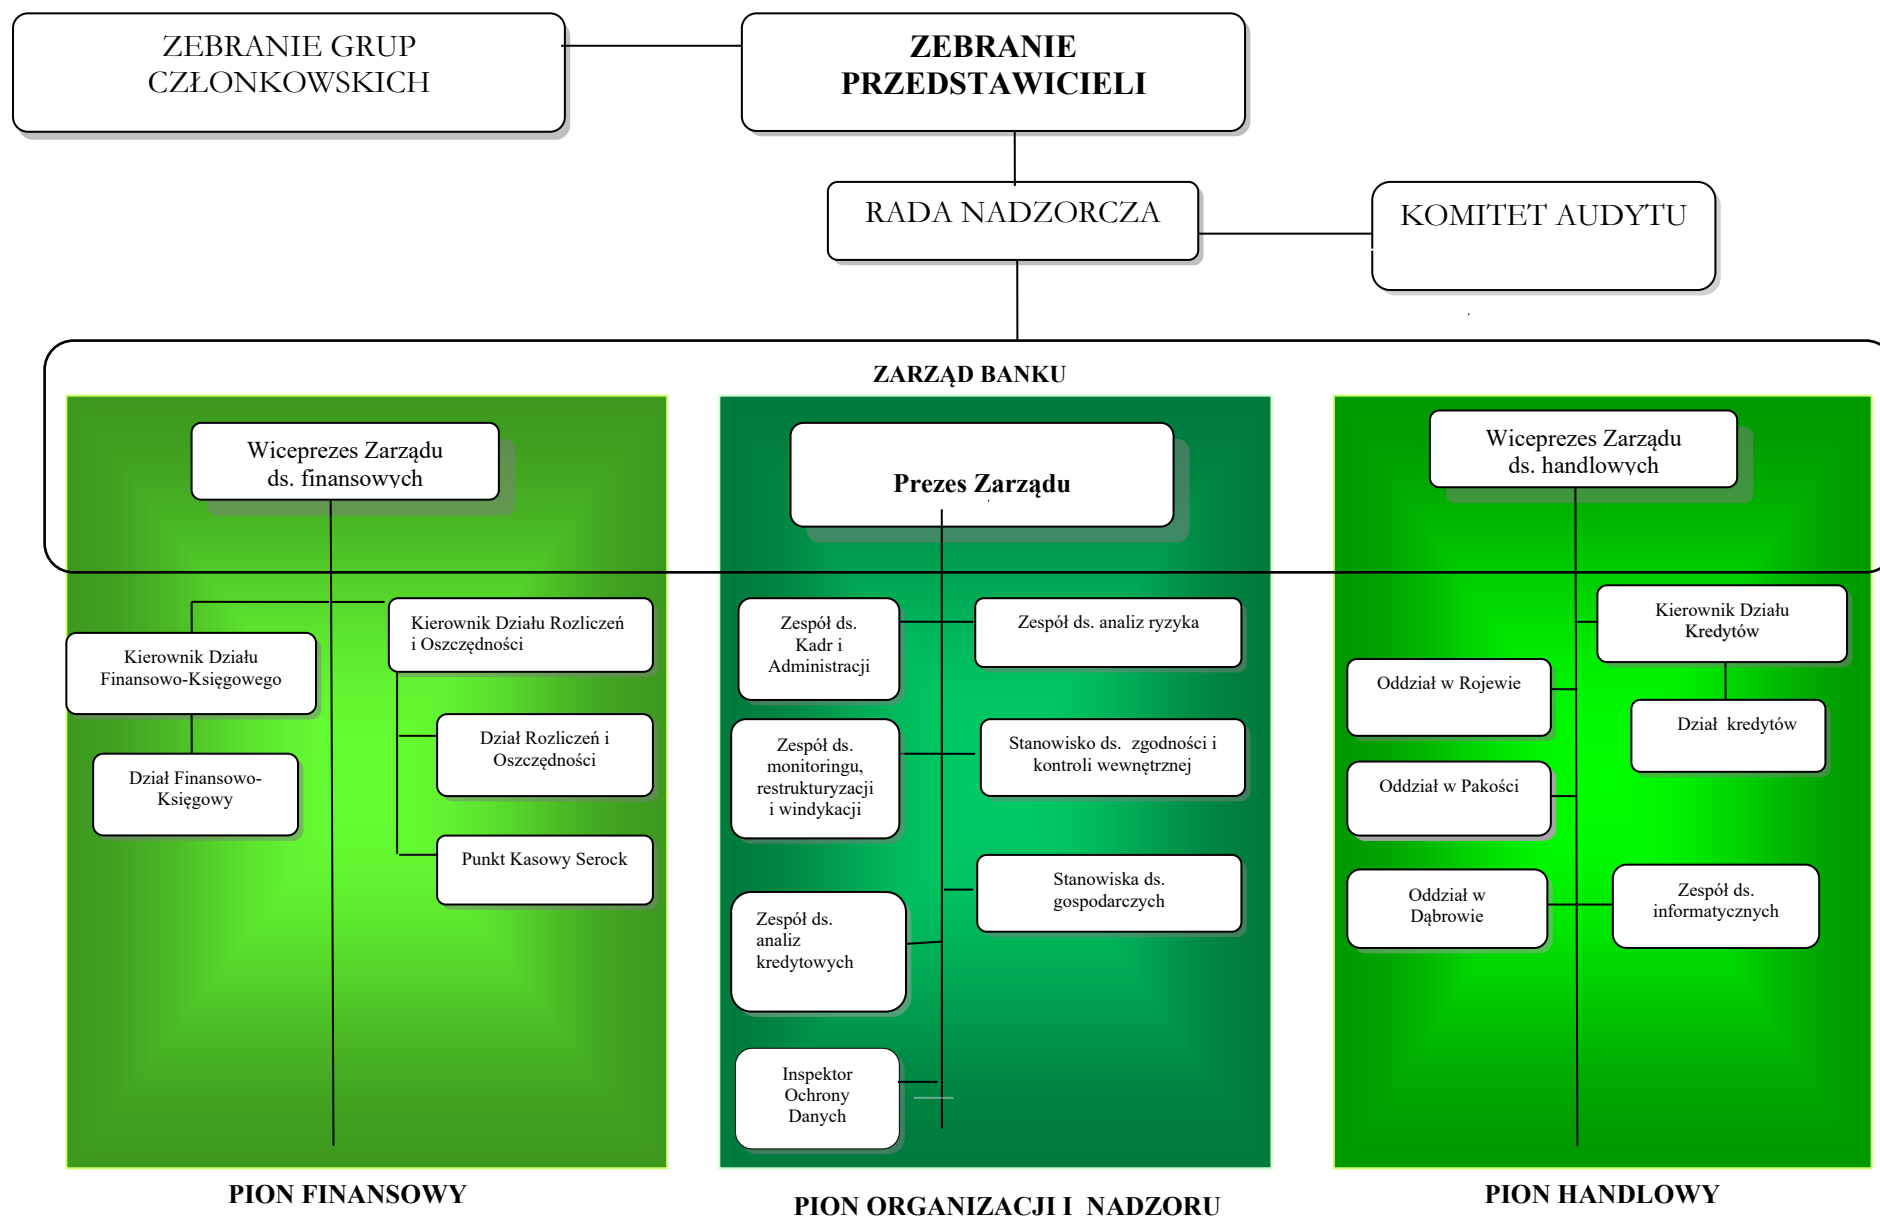 ZEBRANIE GRUP
CZŁONKOWSKICH
ZEBRANIE
PRZEDSTAWICIELI
RADA NADZORCZA
KOMITET AUDYTU
ZARZĄD BANKU
Wiceprezes Zarządu
ds. finansowych
Prezes Zarządu
Wiceprezes Zarządu
ds. handlowych
Kierownik Działu Rozliczeń
i Oszczędności
Kierownik Działu
Finansowo-Księgowego
Dział Rozliczeń i
Oszczędności
Dział Finansowo-
Księgowy
Punkt Kasowy Serock
Zespół ds.
Kadr i
Administracji
Zespół ds. analiz ryzyka
Zespół ds.
monitoringu,
restrukturyzacji
i windykacji
Stanowisko ds.  zgodności i
kontroli wewnętrznej
Stanowiska ds.
gospodarczych
Zespół ds.
analiz
kredytowych
Inspektor
Ochrony
Danych
Kierownik Działu
Kredytów
Oddział w Rojewie
Dział  kredytów
Oddział w Pakości
Oddział w
Dąbrowie
Zespół ds.
informatycznych
PION FINANSOWY
PION ORGANIZACJI I  NADZORU
PION HANDLOWY